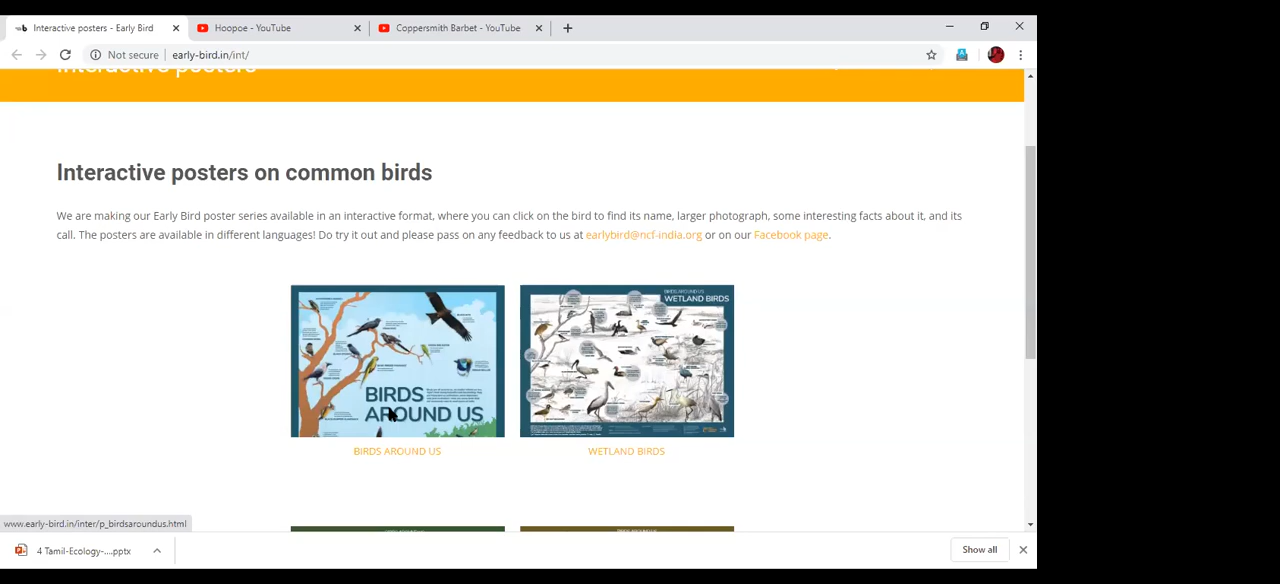 Interactive posters - Early Bird
Hoopoe - YouTube
Coppersmith Barbet - YouTube
Not secure | early-bird.in/int/
Interactive posters
Interactive posters on common birds
We are making our Early Bird poster series available in an interactive format, where you can click on the bird to find its name, larger photograph, some interesting facts about it, and its
call. The posters are available in different languages! Do try it out and please pass on any feedback to us at earlybird@ncf-india.org or on our Facebook page.
BIRDS
AROUND US
BIRDS AROUND US
WETLAND BIRDS
BIRDS AROUND US
WETLAND BIRDS
www.early-bird.in/inter/p_birdsaroundus.html
4 Tamil-Ecology-....pptx
Show all